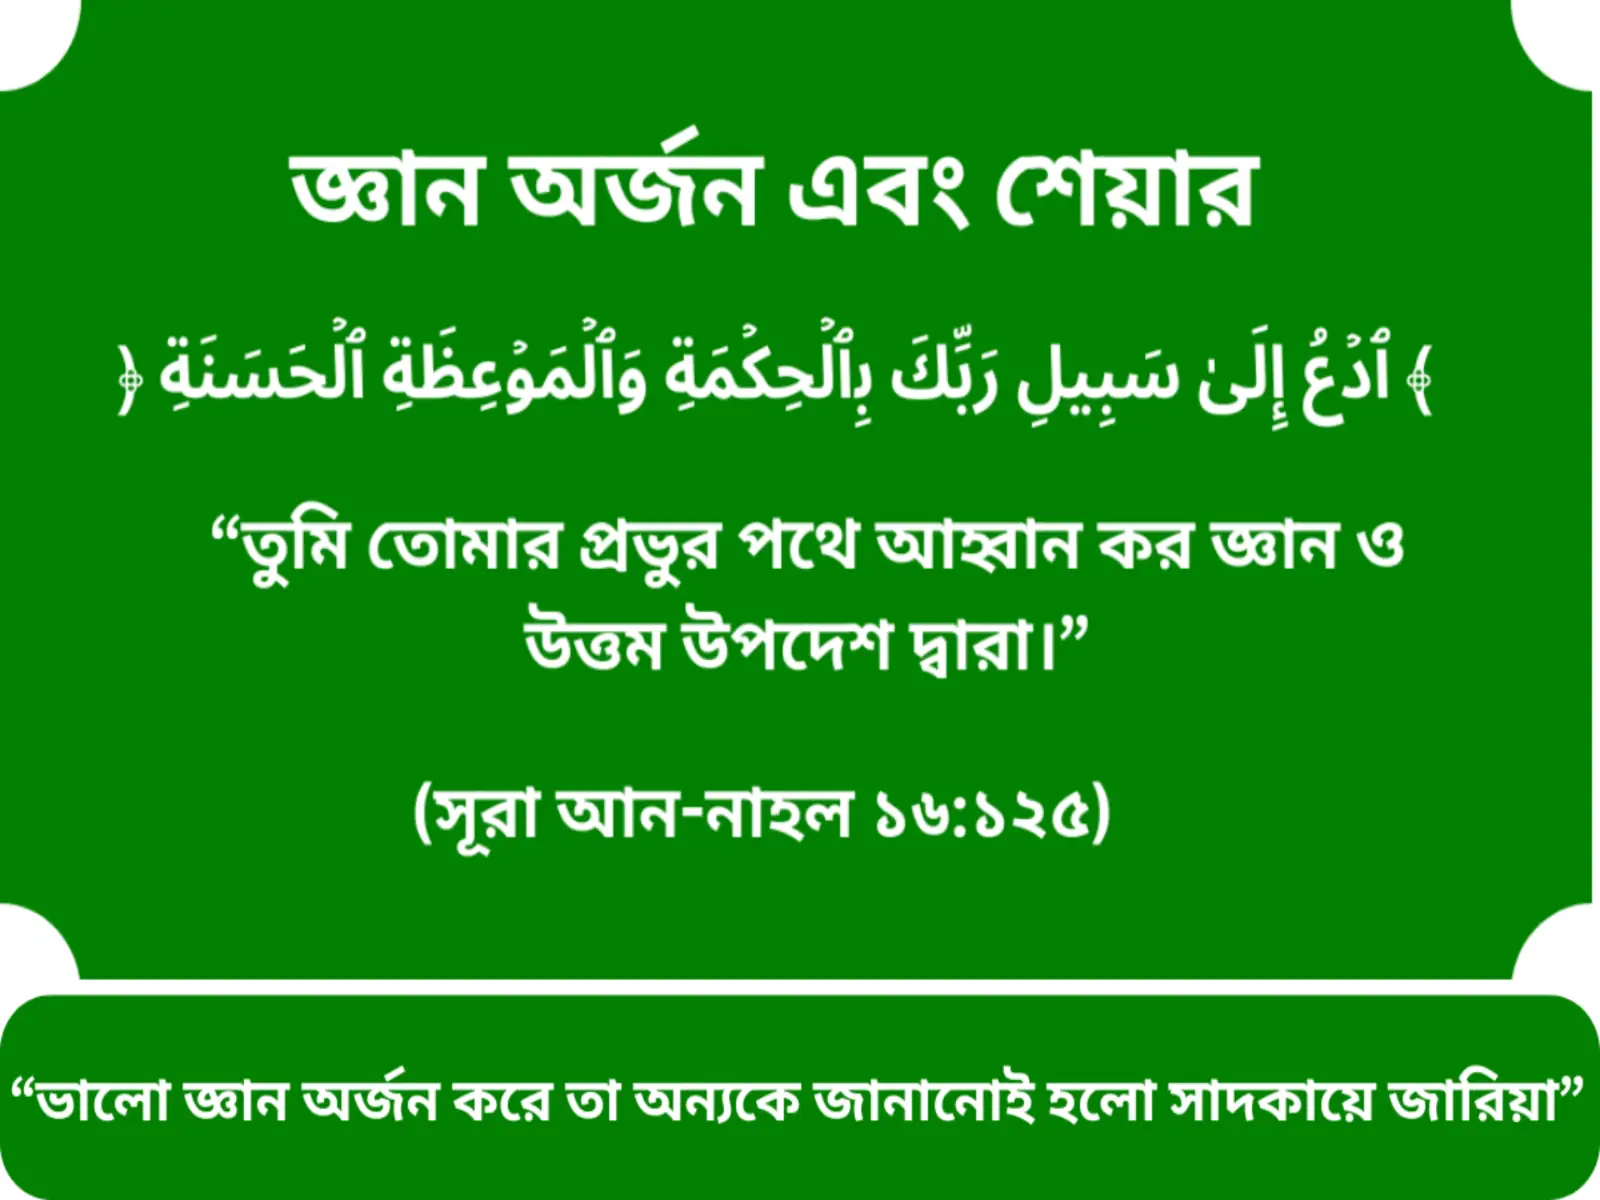 জ্ঞান অর্জন এবং শেয়ার
﴿ ٱدْعُ إِلَىٰ سَبِيلِ رَبِّكَ بِٱلْحِكْمَةِ وَٱلْمَوْعِظَةِ ٱلْحَسَنَةِ ﴾
“তুমি তোমার প্রভুর পথে আহ্বান কর জ্ঞান ও
উত্তম উপদেশ দ্বারা।”
(সূরা আন-নাহল ১৬:১২৫)
“ভালো জ্ঞান অর্জন করে তা অন্যকে জানানোই হলো সাদকায়ে জারিয়া”